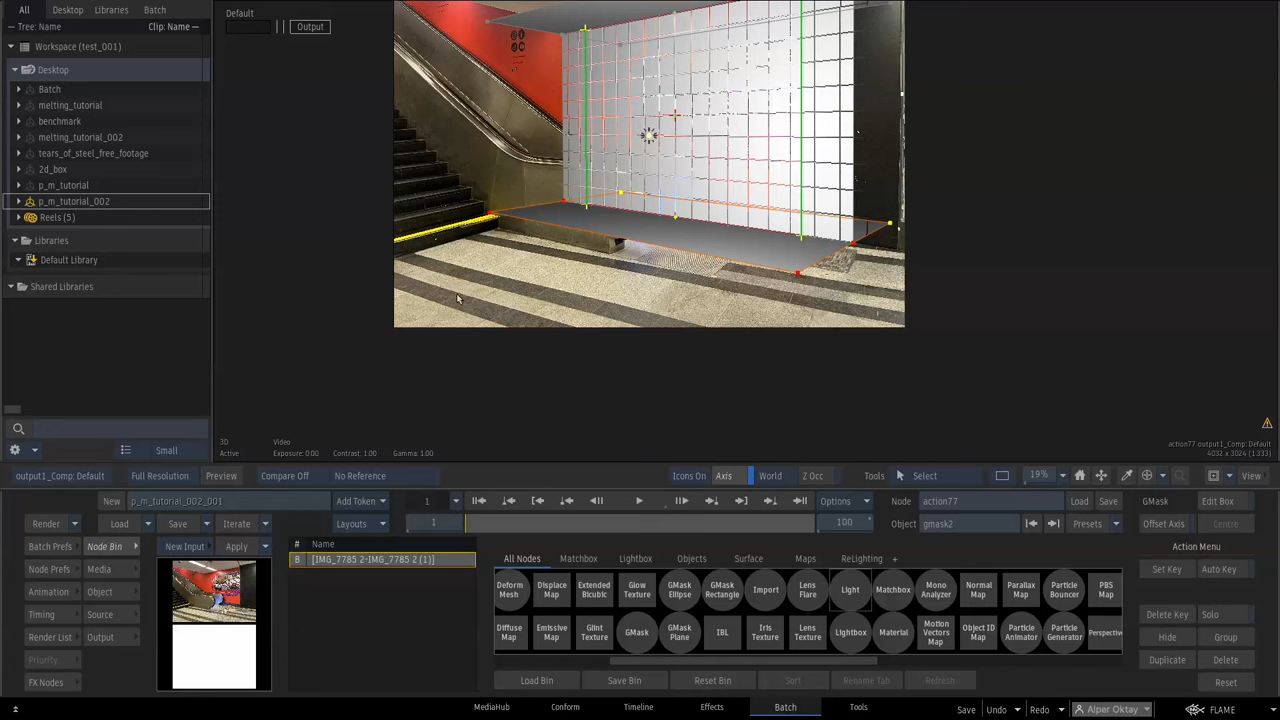 All Desktop Libraries Batch
Tree: Name Clip: Name
Workspace (test_001)
Desktop
Batch
melting_tutorial
benchmark
melting_tutorial_002
tears_of_steel_free_footage
2d_box
p_m_tutorial
p_m_tutorial_002
Reels (5)
Libraries
Default Library
Shared Libraries
Small
Default
Output
3D Video
Active Exposure: 0.00 Contrast: 1.00 Gamma: 1.00
action77 output1_Comp: Default
4032 x 3024 (1.333)
output1_Comp: Default Full Resolution Preview Compare Off No Reference Icons On Axis World Z Occ Tools Select 19% View
New p_m_tutorial_002_001 Add Token 1 Options Node action77 Load Save GMask Edit Box
Render Load Save Iterate Layouts 1 100 Object gmask2 Presets Offset Axis Centre
Batch Prefs Node Bin New Input Apply # Name All Nodes Matchbox Lightbox Objects Surface Maps ReLighting + Action Menu
B [IMG_7785 2-IMG_7785 2 (1)]
Node Prefs Media Set Key Auto Key
Deform Mesh Displace Map Extended Bicubic Glow Texture GMask Ellipse GMask Rectangle Import Lens Flare Light Matchbox Mono Analyzer Normal Map Parallax Map Particle Bouncer PBS Map
Animation Object
Timing Source Delete Key Solo
Diffuse Map Emissive Map Glint Texture GMask GMask Plane IBL Iris Texture Lens Texture Lightbox Material Motion Vectors Map Object ID Map Particle Animator Particle Generator Perspective
Render List Output Hide Group
Priority Duplicate Delete
FX Nodes Load Bin Save Bin Reset Bin Sort Rename Tab Refresh Reset
MediaHub Conform Timeline Effects Batch Tools Save Undo Redo Alper Oktay FLAME